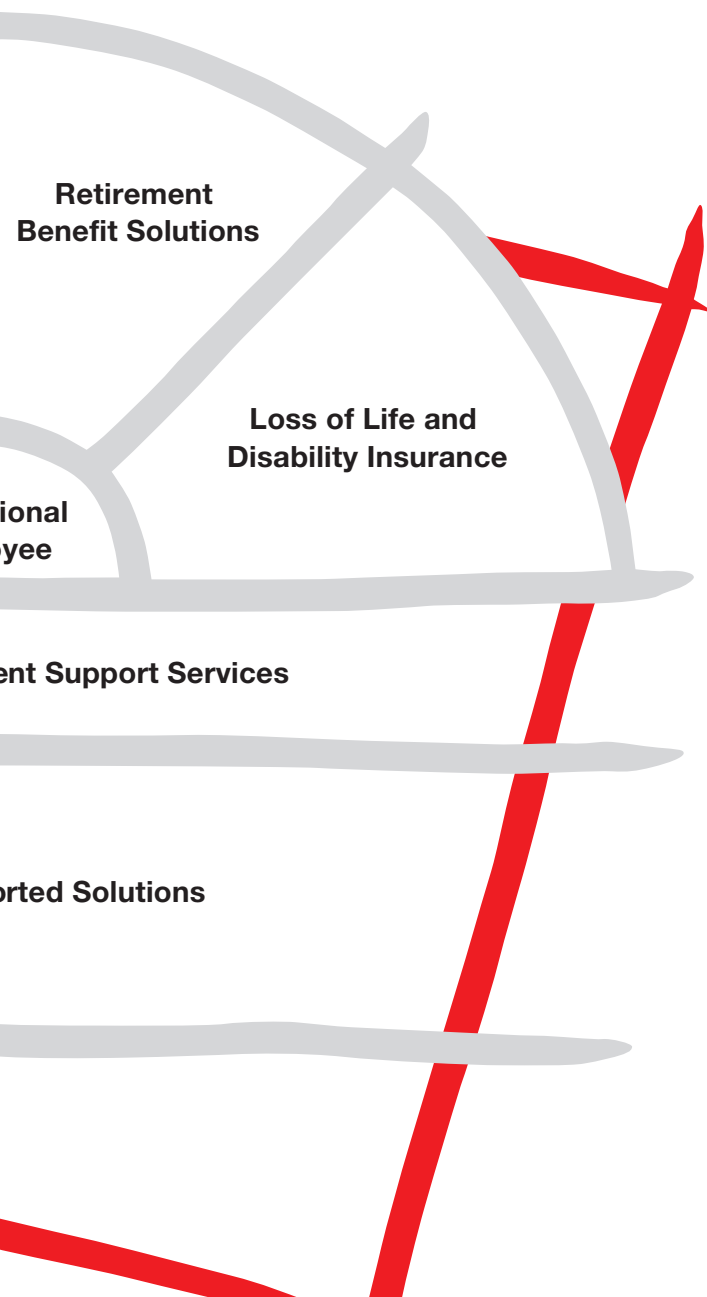 Retirement
Benefit Solutions
Loss of Life and
Disability Insurance
ional
oyee
ent Support Services
orted Solutions